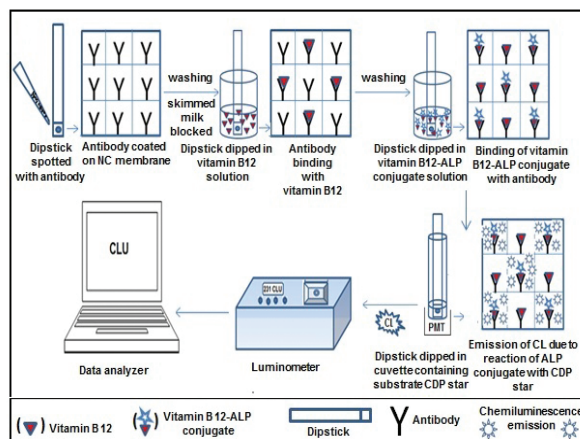 Dipstick
spotted
with antibody
Antibody coated
on NC membrane
washing
skimmed
milk
blocked
Dipstick dipped in
vitamin B12
solution
Antibody
binding
with
vitamin B12
washing
Dipstick dipped in
vitamin B12-ALP
conjugate solution
Binding of vitamin
B12-ALP conjugate
with antibody
CLU
Data analyzer
231 CLU
Luminometer
CL
PMT
Dipstick dipped in
cuvette containing
substrate CDP star
Emission of CL due to
reaction of ALP
conjugate with CDP
star
Vitamin B12
Vitamin B12-ALP
conjugate
Dipstick
Antibody
Chemiluminescence
emission